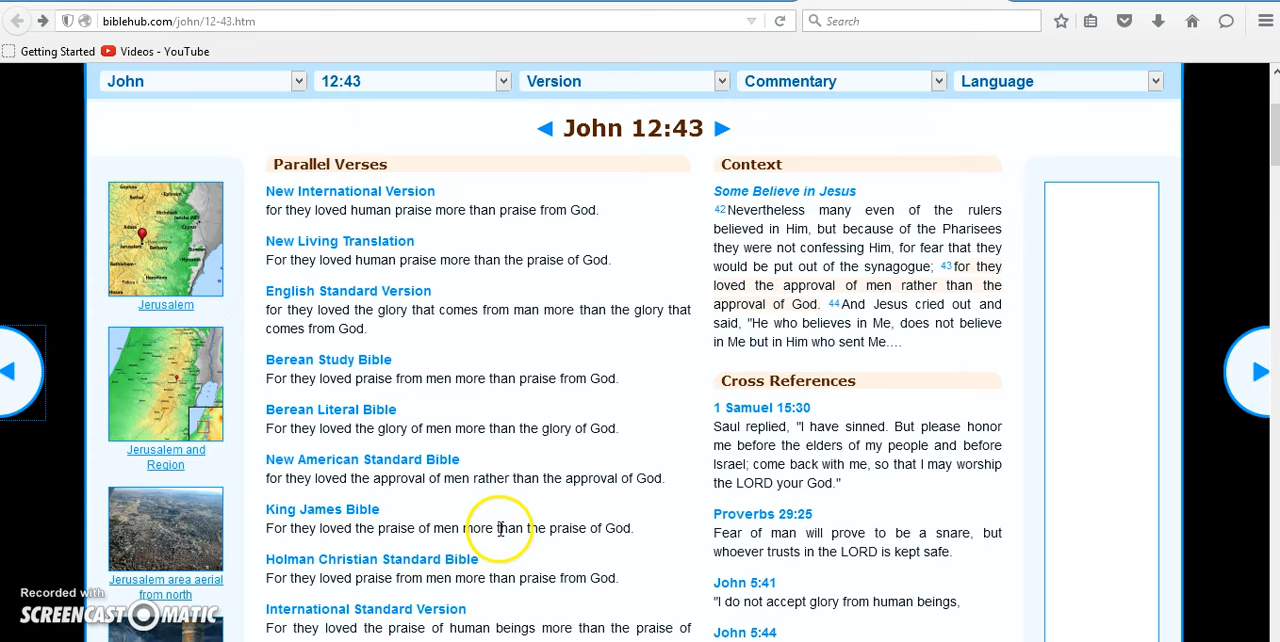 biblehub.com/john/12-43.htm
Search
Getting Started
Videos - YouTube
John
12:43
Version
Commentary
Language
John 12:43
Parallel Verses
New International Version
for they loved human praise more than praise from God.
New Living Translation
For they loved human praise more than the praise of God.
English Standard Version
for they loved the glory that comes from man more than the glory that
comes from God.
Berean Study Bible
For they loved praise from men more than praise from God.
Berean Literal Bible
For they loved the glory of men more than the glory of God.
New American Standard Bible
for they loved the approval of men rather than the approval of God.
King James Bible
For they loved the praise of men more than the praise of God.
Holman Christian Standard Bible
For they loved praise from men more than praise from God.
International Standard Version
For they loved the praise of human beings more than the praise of
Context
Some Believe in Jesus
42Nevertheless many even of the rulers
believed in Him, but because of the Pharisees
they were not confessing Him, for fear that they
would be put out of the synagogue; 43for they
loved the approval of men rather than the
approval of God. 44And Jesus cried out and
said, "He who believes in Me, does not believe
in Me but in Him who sent Me....
Cross References
1 Samuel 15:30
Saul replied, "I have sinned. But please honor
me before the elders of my people and before
Israel; come back with me, so that I may worship
the LORD your God."
Proverbs 29:25
Fear of man will prove to be a snare, but
whoever trusts in the LORD is kept safe.
John 5:41
"I do not accept glory from human beings,
John 5:44
Jerusalem
Jerusalem and
Region
Jerusalem area aerial
from north
Recorded with
SCREENCAST-O-MATIC